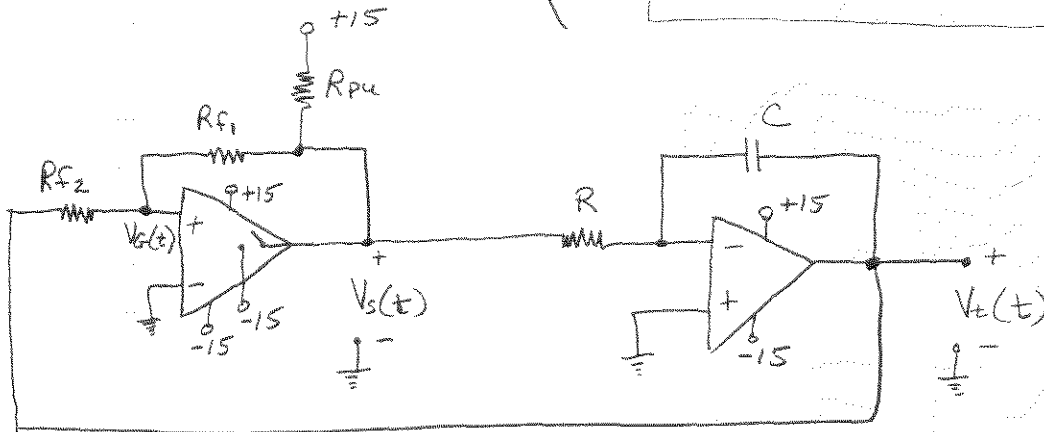 +15
Rpu
Rf1
C
Rf2
+15
R
+15
VG(t)
+
-
+
Vs(t)
-
-15
-15
-
+
-15
+
Vt(t)
-